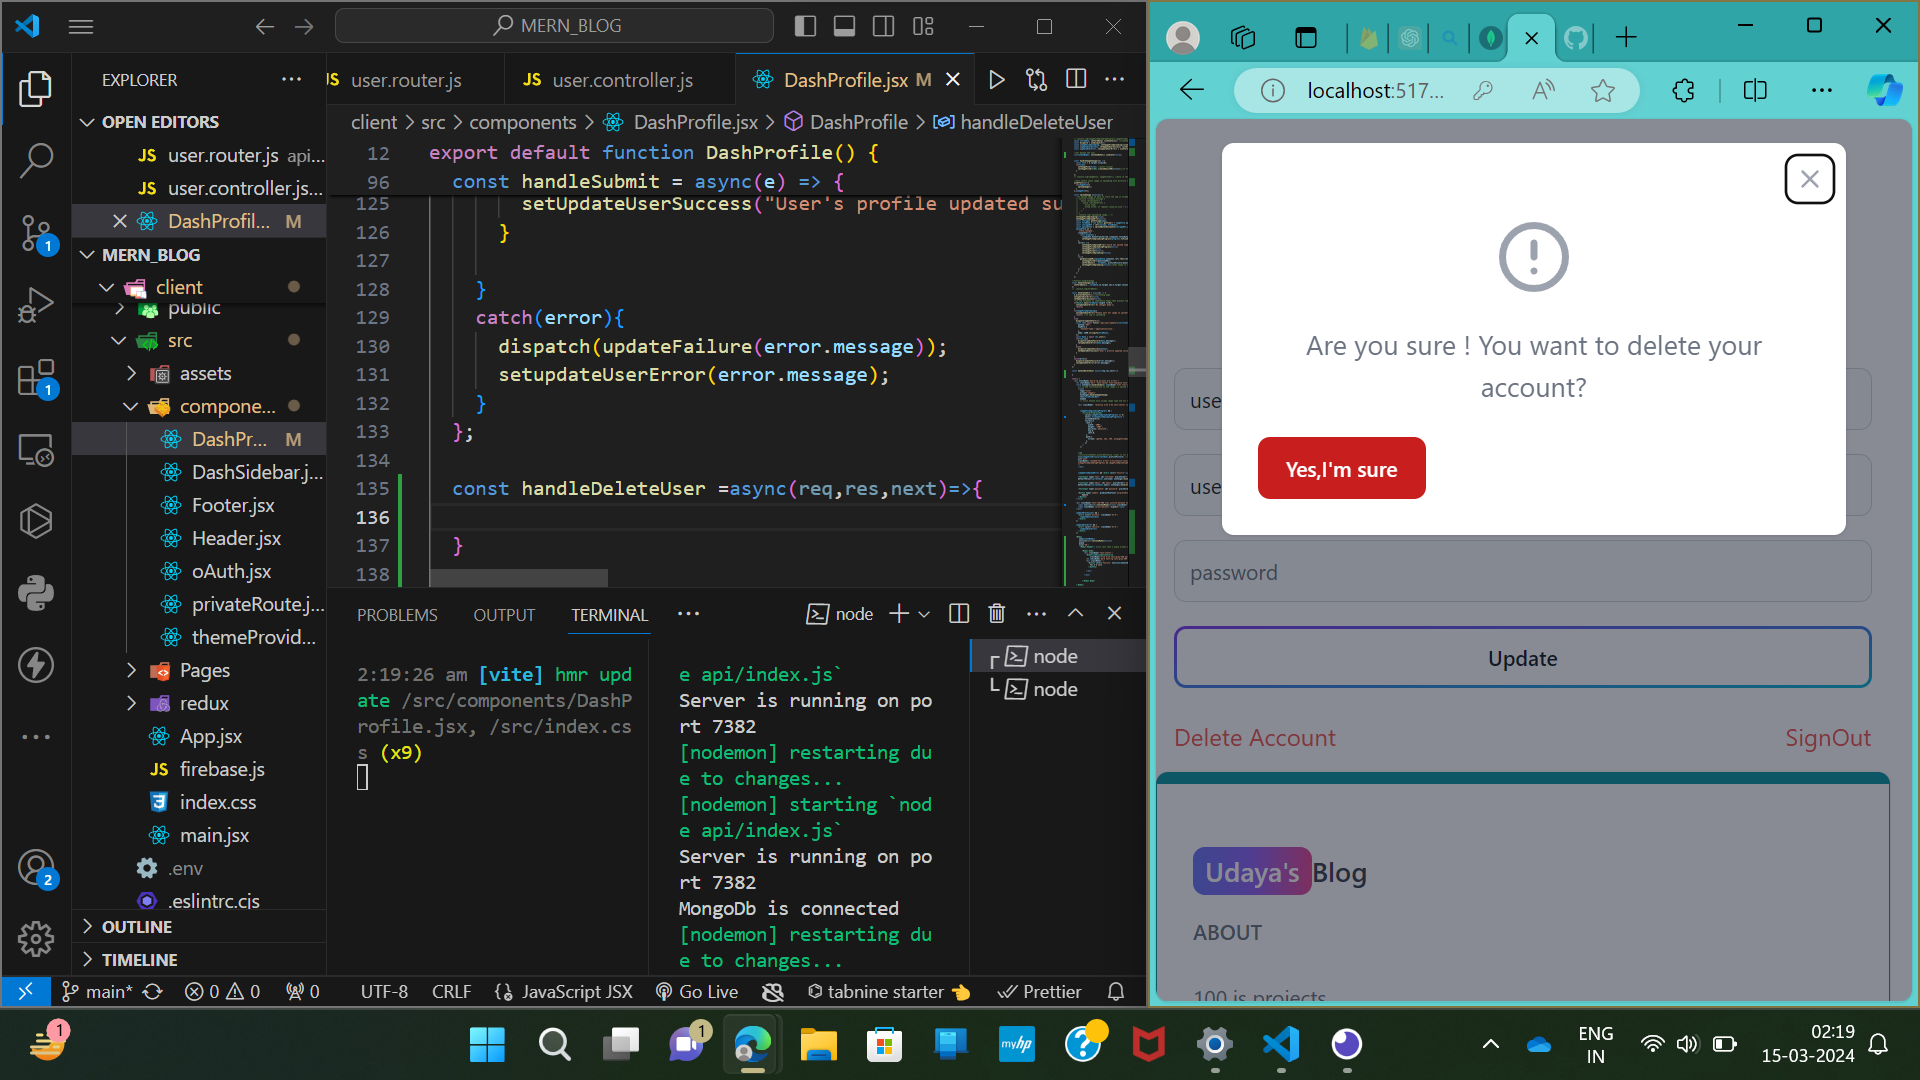 MERN_BLOG
EXPLORER
OPEN EDITORS
JS user.router.js api...
JS user.controller.js...
DashProfil... M
MERN_BLOG
client
public
src
assets
compone...
DashPr... M
DashSidebar.j...
Footer.jsx
Header.jsx
oAuth.jsx
privateRoute.j...
themeProvid...
Pages
redux
App.jsx
JS firebase.js
index.css
main.jsx
.env
.eslintrc.cjs
OUTLINE
TIMELINE
1
1
2
JS user.router.js
JS user.controller.js
DashProfile.jsx M
client > src > components > DashProfile.jsx > DashProfile > handleDeleteUser
12 export default function DashProfile() {
96 const handleSubmit = async(e) => {
125 setUpdateUserSuccess("User's profile updated su
126 }
127
128 }
129 catch(error){
130 dispatch(updateFailure(error.message));
131 setupdateUserError(error.message);
132 }
133 };
134
135 const handleDeleteUser =async(req,res,next)=>{
136
137 }
138
PROBLEMS OUTPUT TERMINAL ... node
2:19:26 am [vite] hmr upd
ate /src/components/DashP
rofile.jsx, /src/index.cs
s (x9)
e api/index.js`
Server is running on po
rt 7382
[nodemon] restarting du
e to changes...
[nodemon] starting `nod
e api/index.js`
Server is running on po
rt 7382
MongoDb is connected
[nodemon] restarting du
e to changes...
node
node
main* 0 0 0 UTF-8 CRLF JavaScript JSX Go Live tabnine starter Prettier
localhost:517...
Are you sure ! You want to delete your
account?
Yes,I'm sure
use
use
password
Update
Delete Account SignOut
Udaya's Blog
ABOUT
100 js projects
1
1
myhp
ENG
IN
02:19
15-03-2024